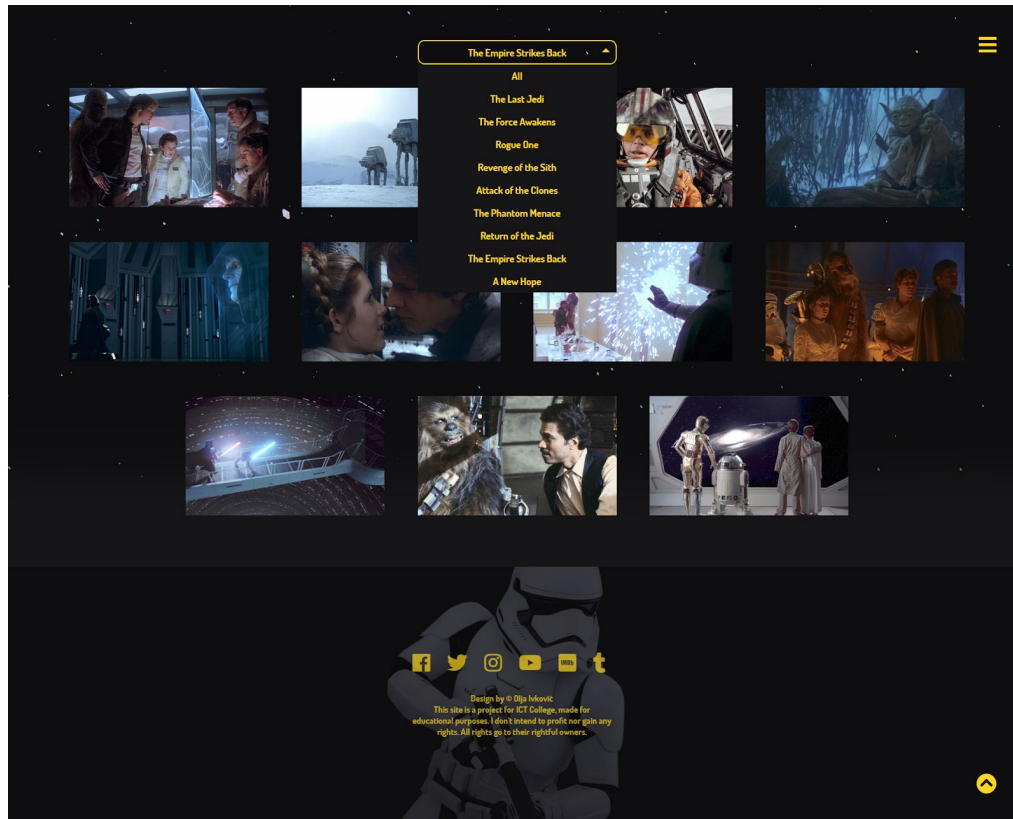 The Empire Strikes Back
All
The Last Jedi
The Force Awakens
Rogue One
Revenge of the Sith
Attack of the Clones
The Phantom Menace
Return of the Jedi
The Empire Strikes Back
A New Hope
IMDb
Design by © Olja Ivković
This site is a project for ICT College, made for
educational purposes. I don't intend to profit nor gain any
rights. All rights go to their rightful owners.